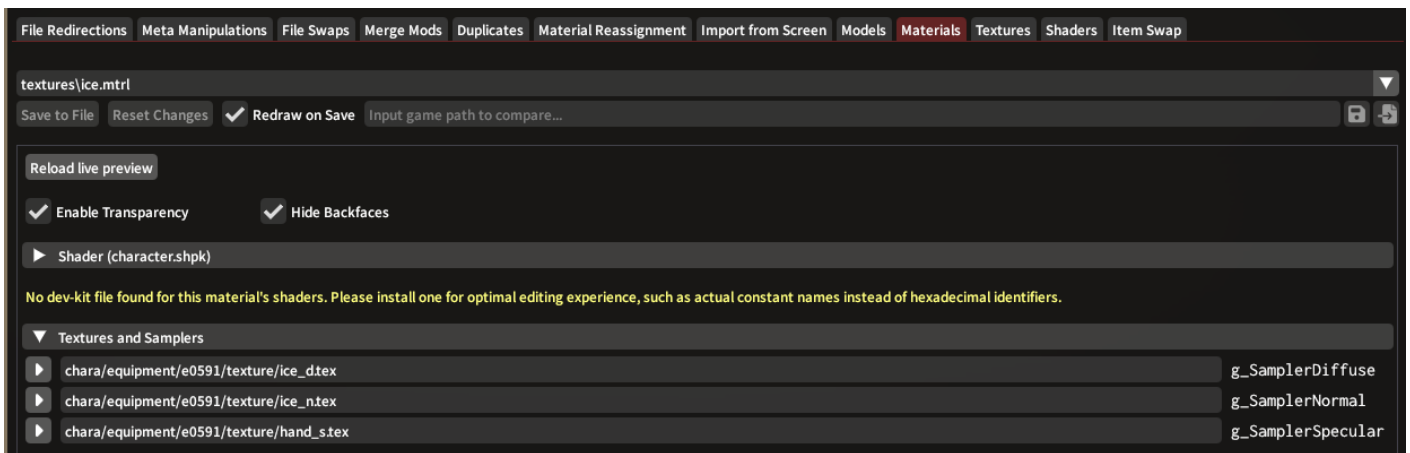 File Redirections Meta Manipulations File Swaps Merge Mods Duplicates Material Reassignment Import from Screen Models Materials Textures Shaders Item Swap
textures\ice.mtrl
Save to File Reset Changes Redraw on Save Input game path to compare...
Reload live preview
Enable Transparency Hide Backfaces
Shader (character.shpk)
No dev-kit file found for this material's shaders. Please install one for optimal editing experience, such as actual constant names instead of hexadecimal identifiers.
Textures and Samplers
chara/equipment/e0591/texture/ice_d.tex g_SamplerDiffuse
chara/equipment/e0591/texture/ice_n.tex g_SamplerNormal
chara/equipment/e0591/texture/hand_s.tex g_SamplerSpecular